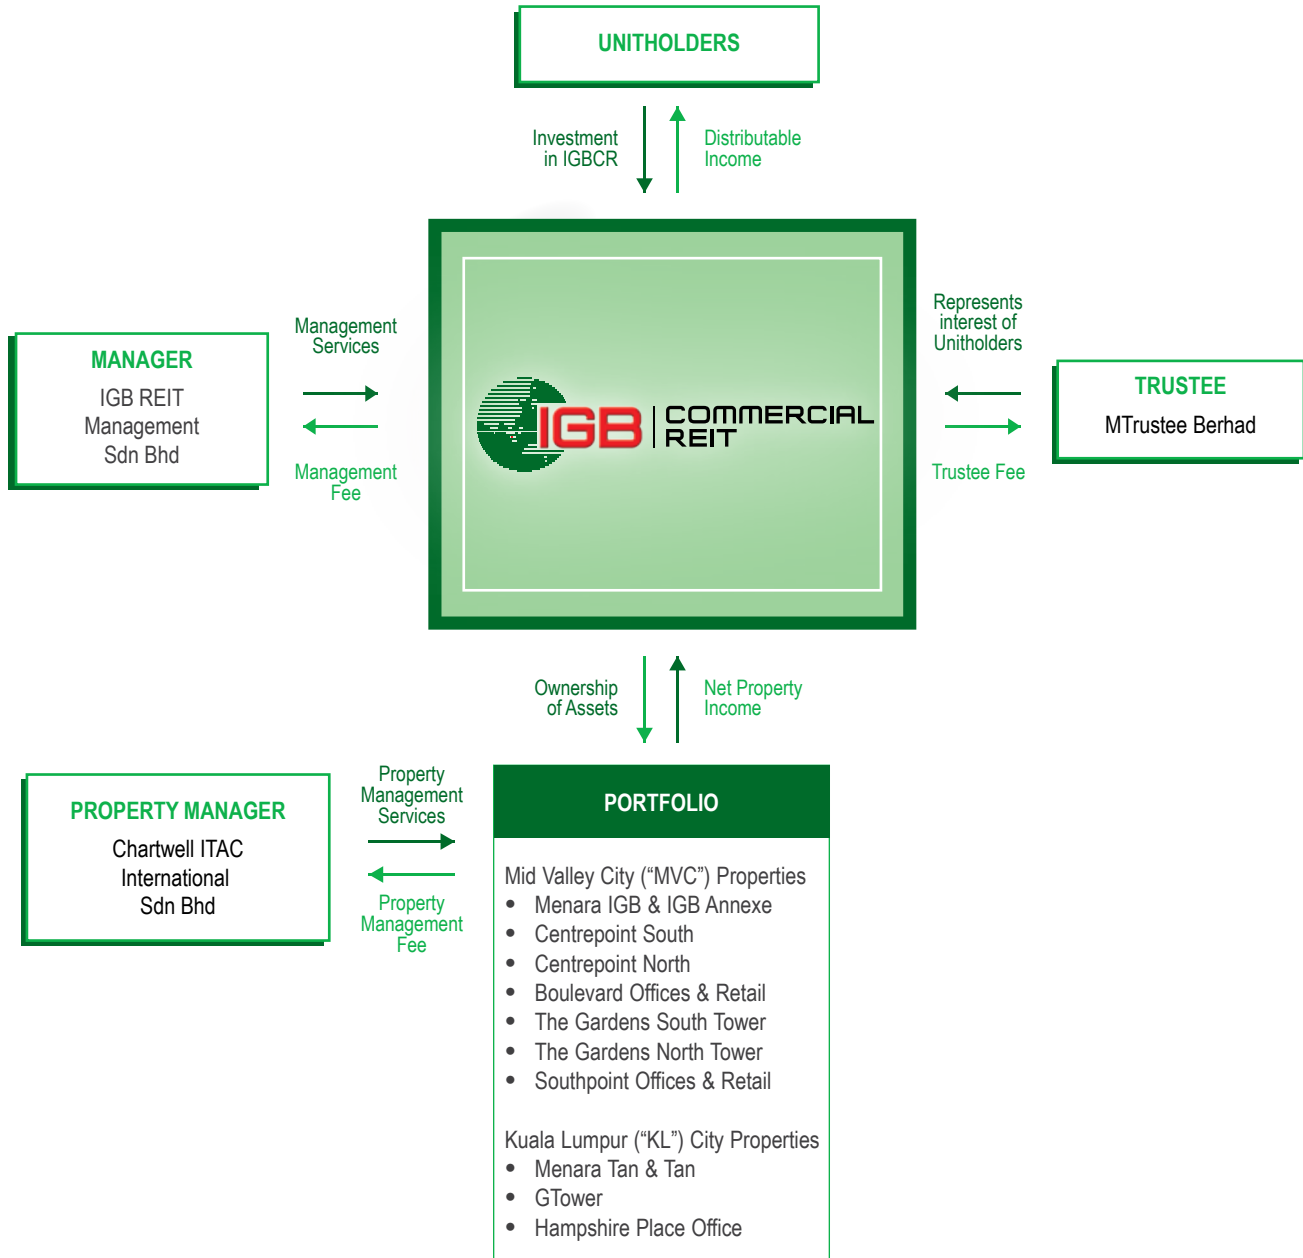 UNITHOLDERS
Investment
in IGBCR
Distributable
Income
Management
Services
MANAGER
IGB REIT
Management
Sdn Bhd
Management
Fee
IGB
COMMERCIAL
REIT
Represents
interest of
Unitholders
TRUSTEE
MTrustee Berhad
Trustee Fee
Ownership
of Assets
Net Property
Income
PROPERTY MANAGER
Chartwell ITAC
International
Sdn Bhd
Property
Management
Services
Property
Management
Fee
PORTFOLIO
Mid Valley City (“MVC”) Properties
• Menara IGB & IGB Annexe
• Centrepoint South
• Centrepoint North
• Boulevard Offices & Retail
• The Gardens South Tower
• The Gardens North Tower
• Southpoint Offices & Retail
Kuala Lumpur (“KL”) City Properties
• Menara Tan & Tan
• GTower
• Hampshire Place Office